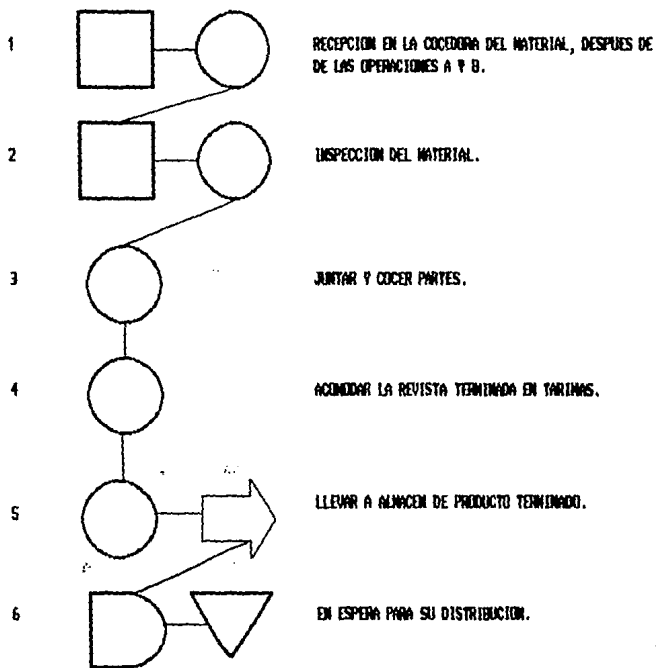 1 RECEPCION EN LA COCEDORA DEL MATERIAL, DESPUES DE
DE LAS OPERACIONES A Y B.
2 INSPECCION DEL MATERIAL.
3 JUNTAR Y COCER PARTES.
4 ACOMODAR LA REVISTA TERMINADA EN TARIMAS.
5 LLEVAR A ALMACEN DE PRODUCTO TERMINADO.
6 EN ESPERA PARA SU DISTRIBUCION.